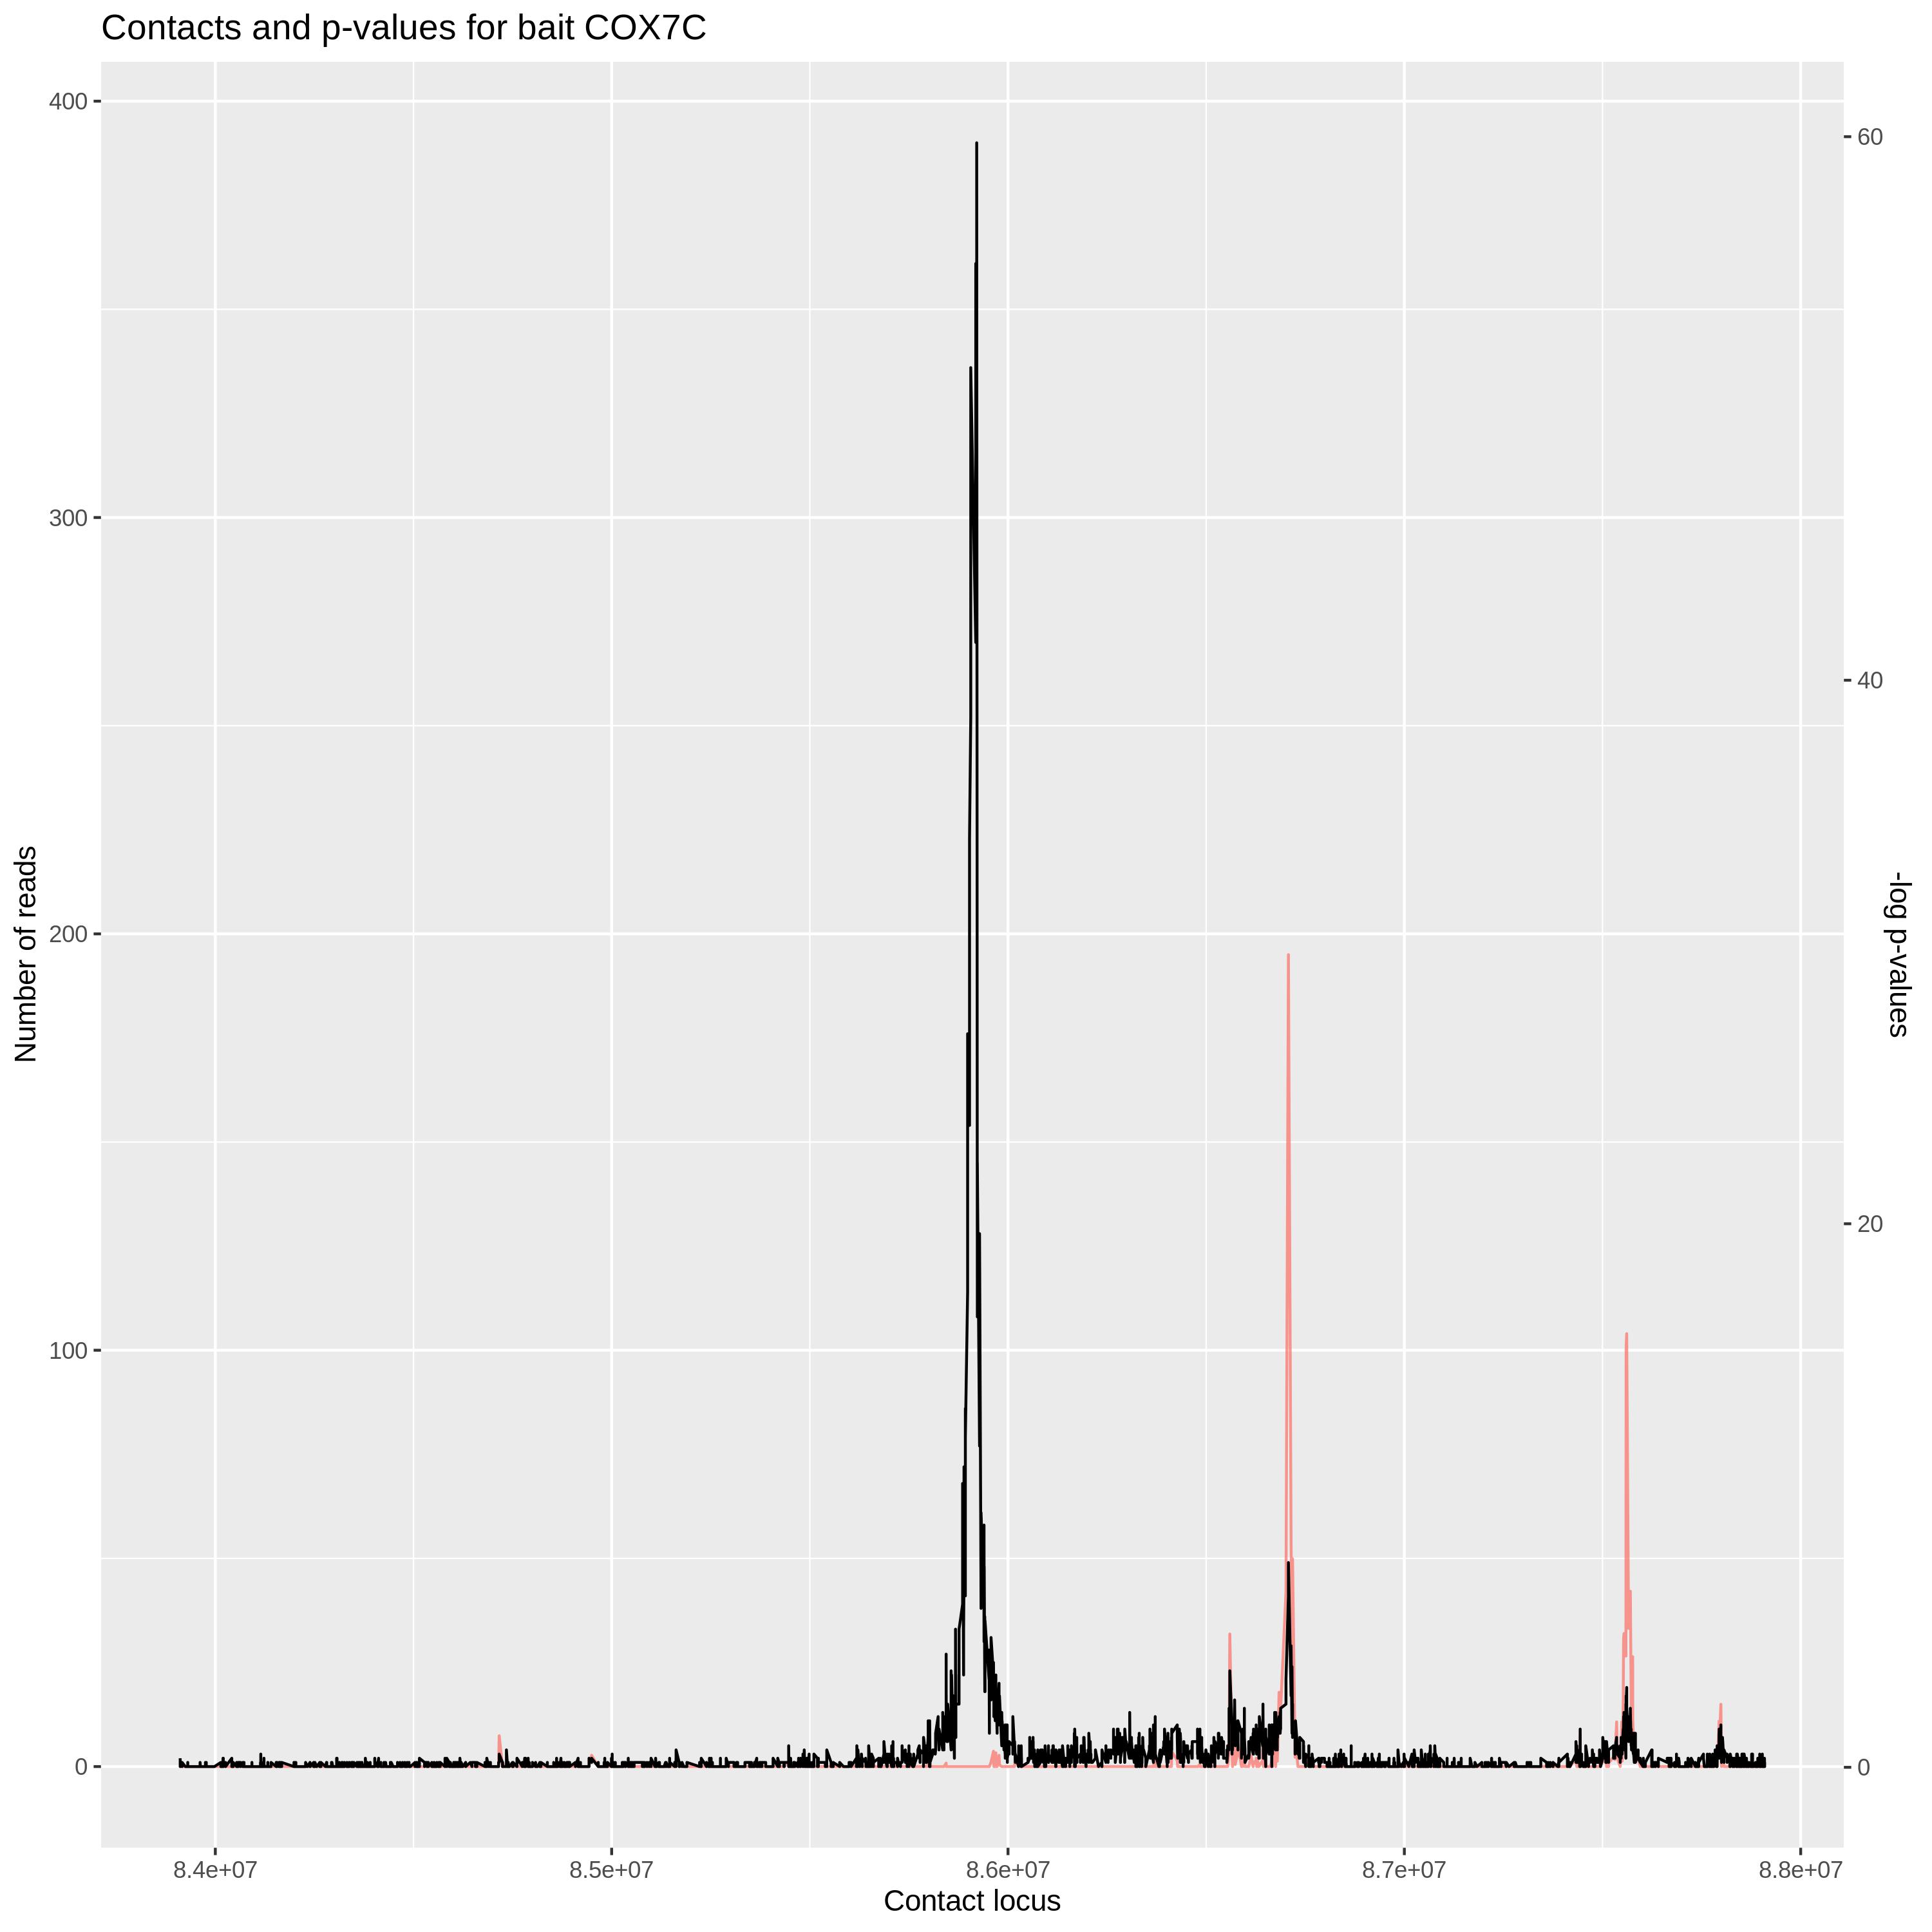 Contacts and p-values for bait COX7C
400
300
200
100
0
Number of reads
60
40
20
0
-log p-values
8.4e+07
8.5e+07
8.6e+07
8.7e+07
8.8e+07
Contact locus